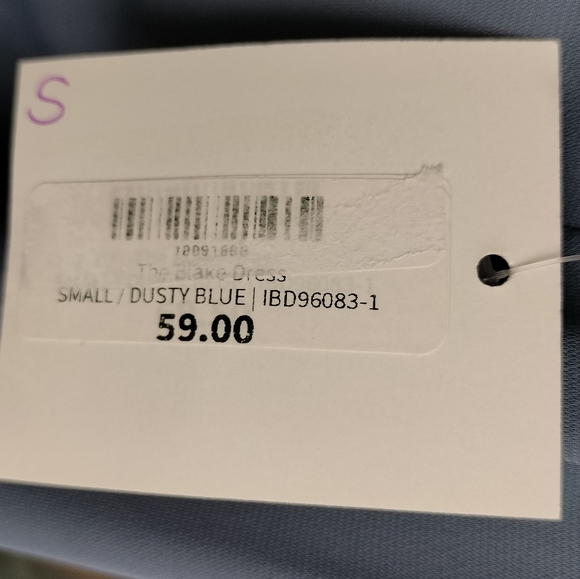 S
The Blake Dress
SMALL / DUSTY BLUE | IBD96083-1
59.00